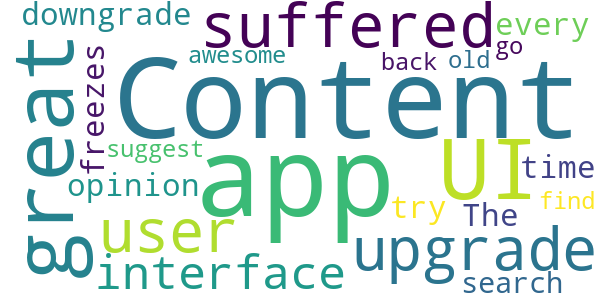 downgrade
suffered
every
go
great
freezes
awesome
back
old
Content
suggest
app
UI
time
opinion
try
The
find
user
upgrade
interface
search